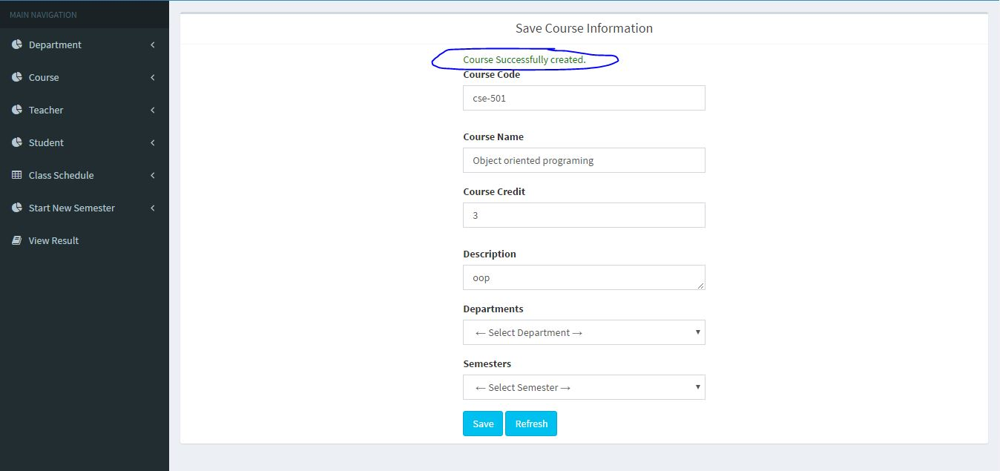 MAIN NAVIGATION
Department
Course
Teacher
Student
Class Schedule
Start New Semester
View Result
Save Course Information
Course Successfully created.
Course Code
cse-501
Course Name
Object oriented programing
Course Credit
3
Description
oop
Departments
<-- Select Department -->
Semesters
<-- Select Semester -->
Save Refresh